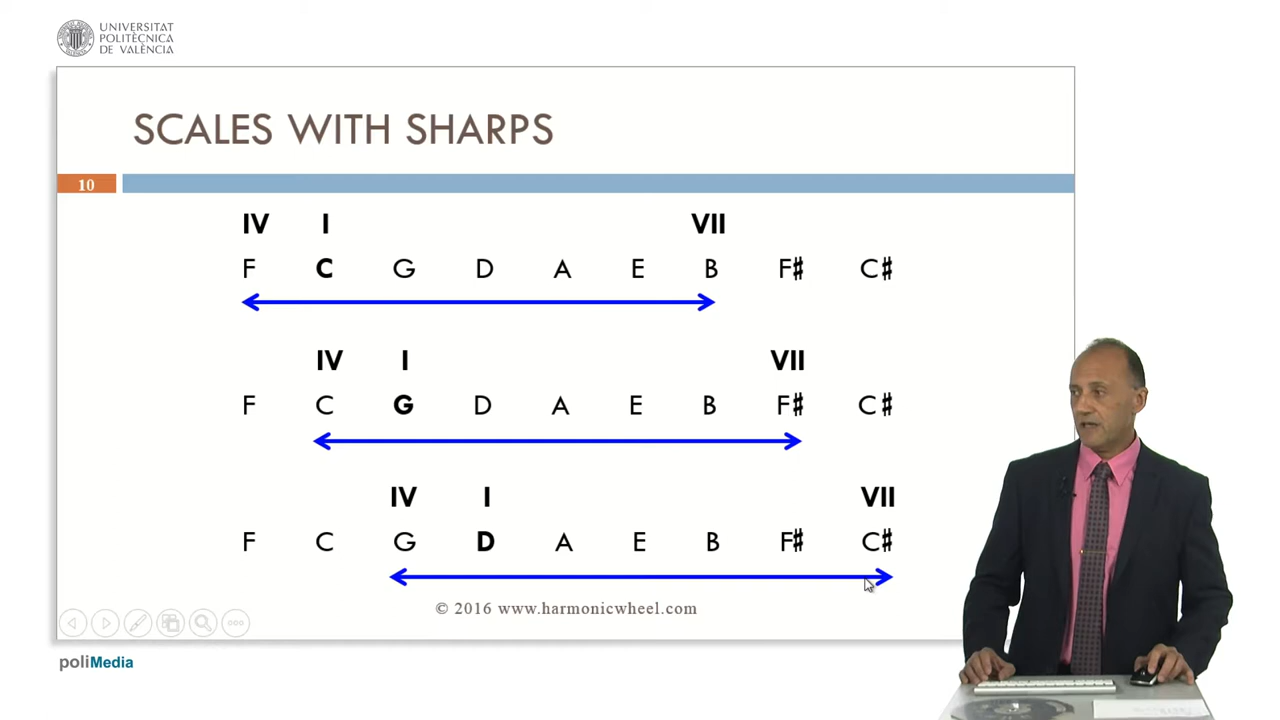 UNIVERSITAT
POLITÈCNICA
DE VALÈNCIA
SCALES WITH SHARPS
10
IV I VII
F C G D A E B F♯ C♯
IV I VII
F C G D A E B F♯ C♯
IV I VII
F C G D A E B F♯ C♯
© 2016 www.harmonicwheel.com
poliMedia